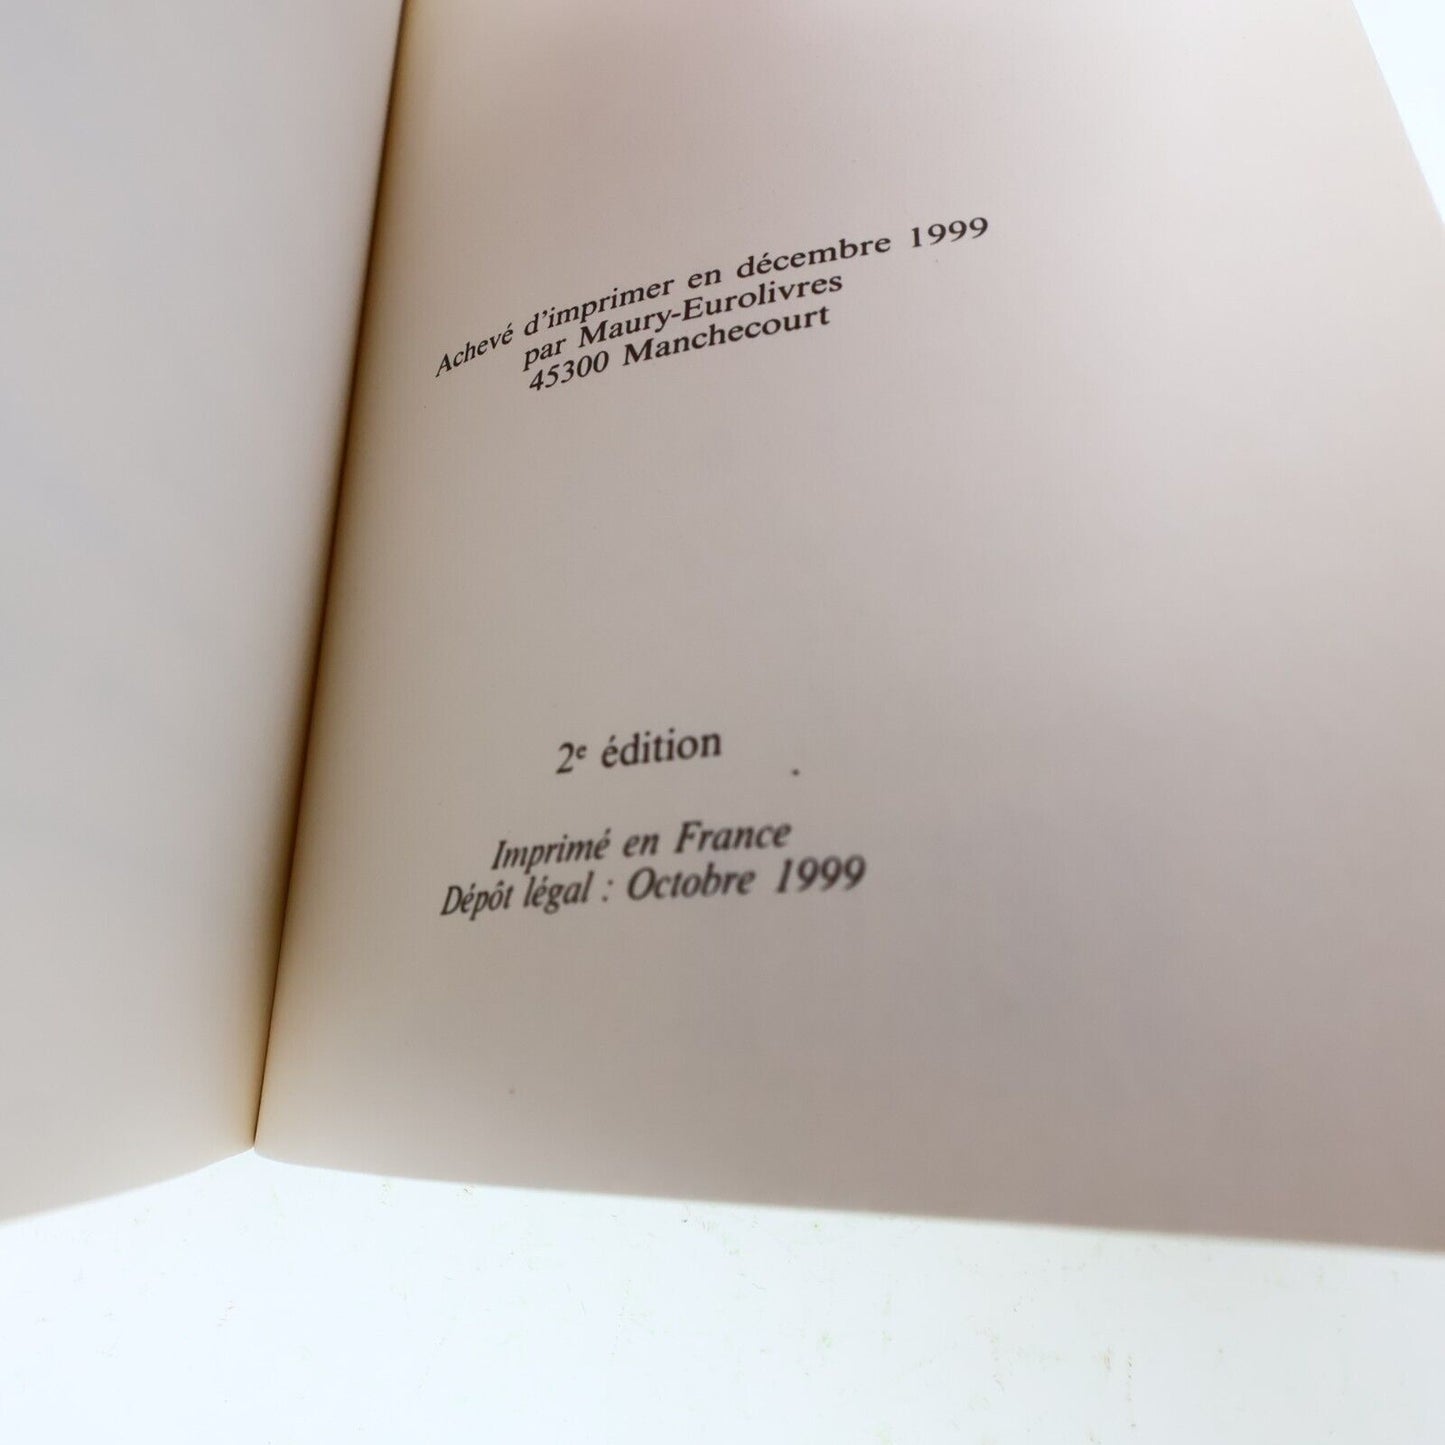 Achevé d'imprimer en décembre 1999
par Maury-Eurolivres
45300 Manchecourt
2e édition
Imprimé en France
Dépôt légal : Octobre 1999